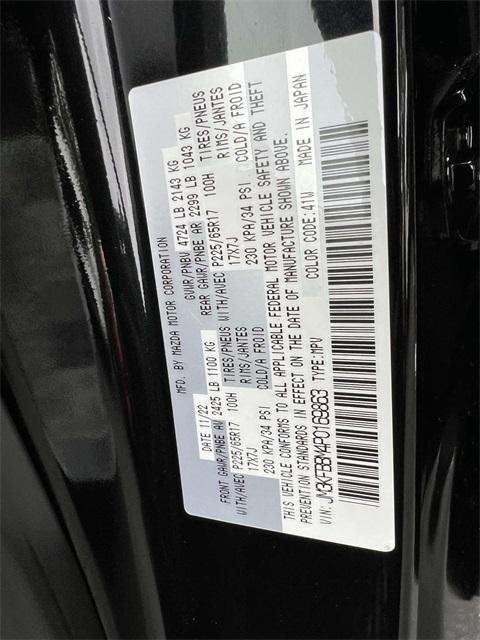 MFD. BY MAZDA MOTOR CORPORATION
DATE 11/22 GVWR/PNBV 4724 LB 2143 KG
FRONT GAWR/PNBE AV 2425 LB 1100 KG REAR GAWR/PNBE AR 2299 LB 1043 KG
WITH/AVEC P225/65R17 100H TIRES/PNEUS WITH/AVEC P225/65R17 100H TIRES/PNEUS
17X7J RIMS/JANTES 17X7J RIMS/JANTES
230 KPA/34 PSI COLD/A FROID 230 KPA/34 PSI COLD/A FROID
THIS VEHICLE CONFORMS TO ALL APPLICABLE FEDERAL MOTOR VEHICLE SAFETY AND THEFT
PREVENTION STANDARDS IN EFFECT ON THE DATE OF MANUFACTURE SHOWN ABOVE.
VIN: JM3KFBBM4P0169863 TYPE:MPV COLOR CODE:41W MADE IN JAPAN